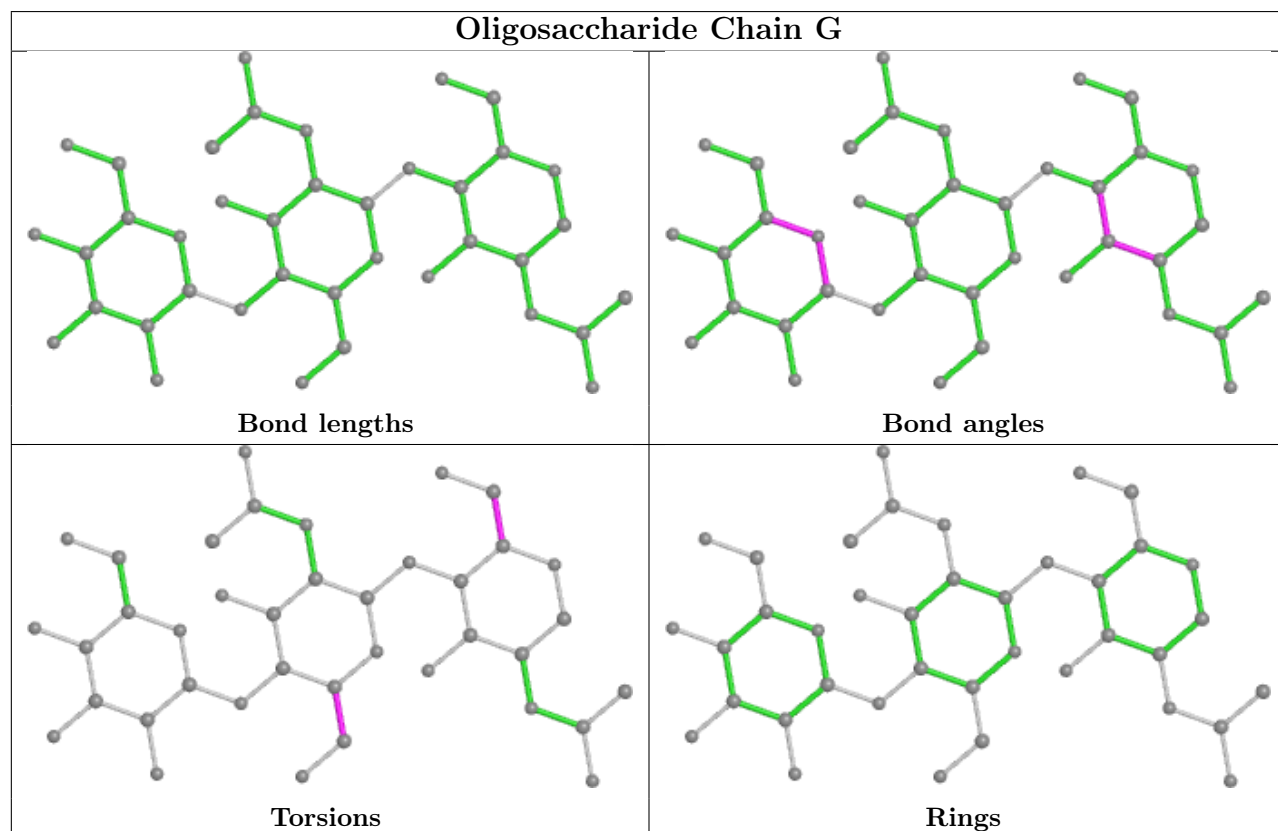 Oligosaccharide Chain G
Bond lengths
Bond angles
Torsions
Rings